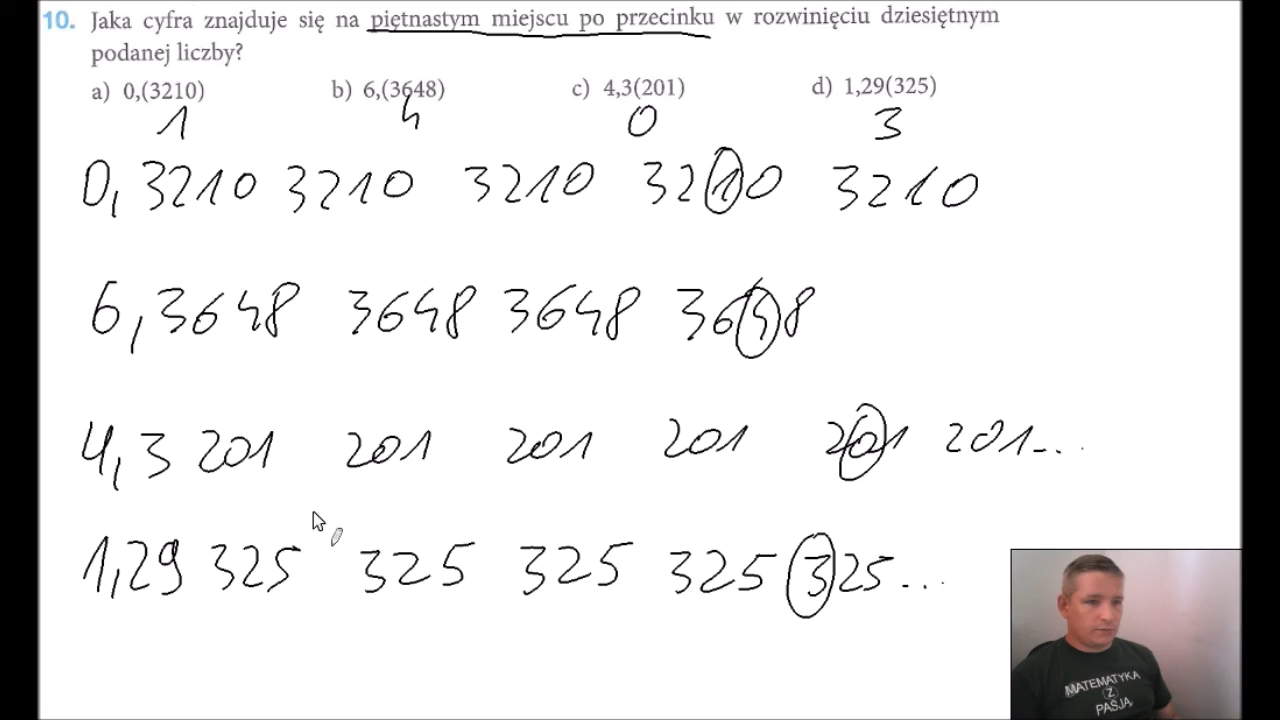 10. Jaka cyfra znajduje się na piętnastym miejscu po przecinku w rozwinięciu dziesiętnym
podanej liczby?
a) 0,(3210) b) 6,(3648) c) 4,3(201) d) 1,29(325)
1 4 0 3
0,3210 3210 3210 3210 3210
6,3648 3648 3648 3648
4,3 201 201 201 201 201 201...
1,29 325 325 325 325 325...
MATEMATYKA
Z
PASJĄ